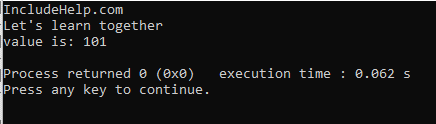 IncludeHelp.com
Let's learn together
value is: 101
Process returned 0 (0x0)   execution time : 0.062 s
Press any key to continue.